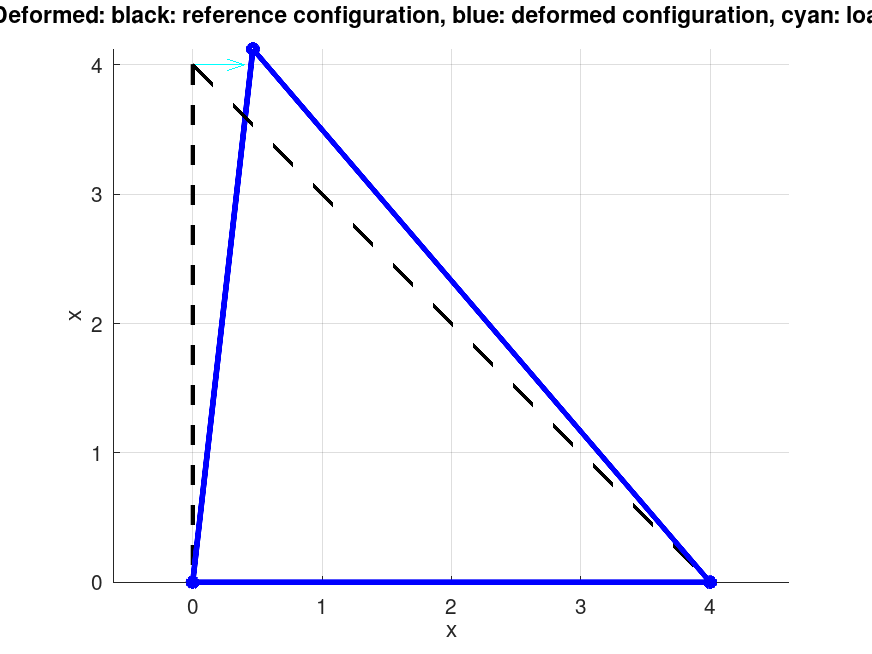 Deformed: black: reference configuration, blue: deformed configuration, cyan: loa
4
3
2
1
0
x
0 1 2 3 4
x